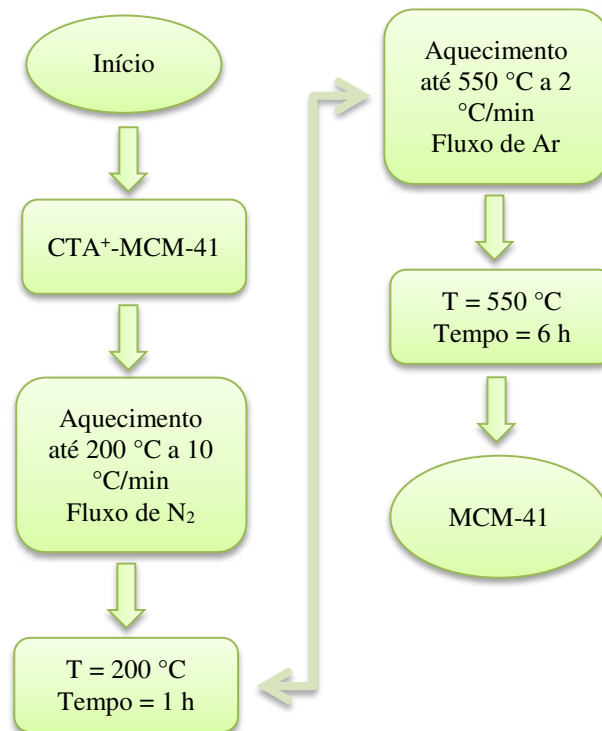 Início
CTA⁺-MCM-41
Aquecimento
até 200 °C a 10
°C/min
Fluxo de N₂
T = 200 °C
Tempo = 1 h
Aquecimento
até 550 °C a 2
°C/min
Fluxo de Ar
T = 550 °C
Tempo = 6 h
MCM-41